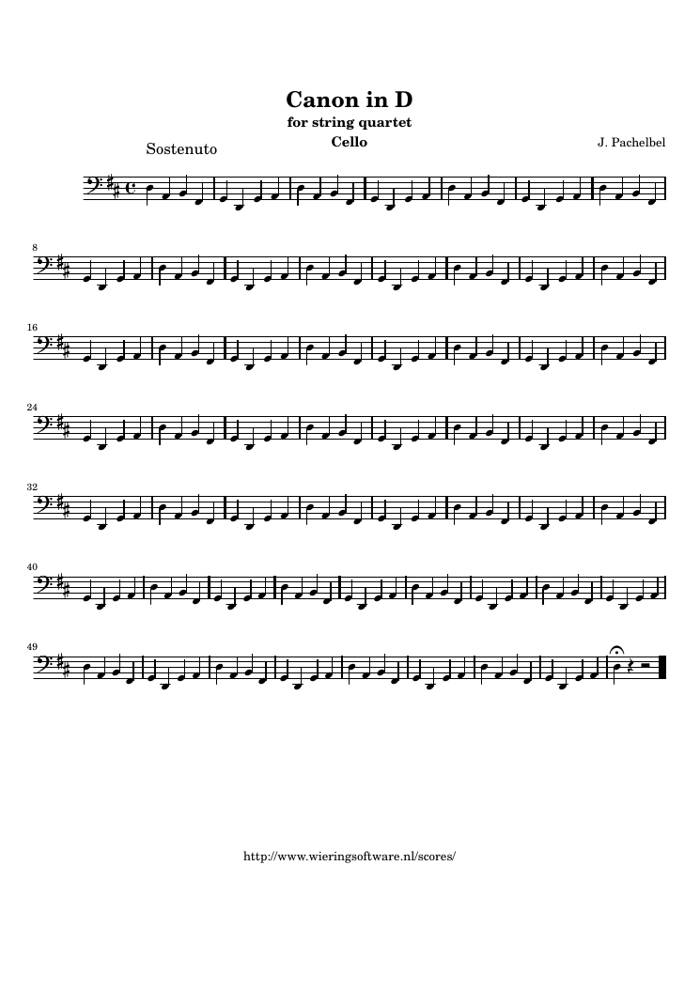 Canon in D
for string quartet
Cello
J. Pachelbel
Sostenuto
8
16
24
32
40
49
http://www.wieringsoftware.nl/scores/